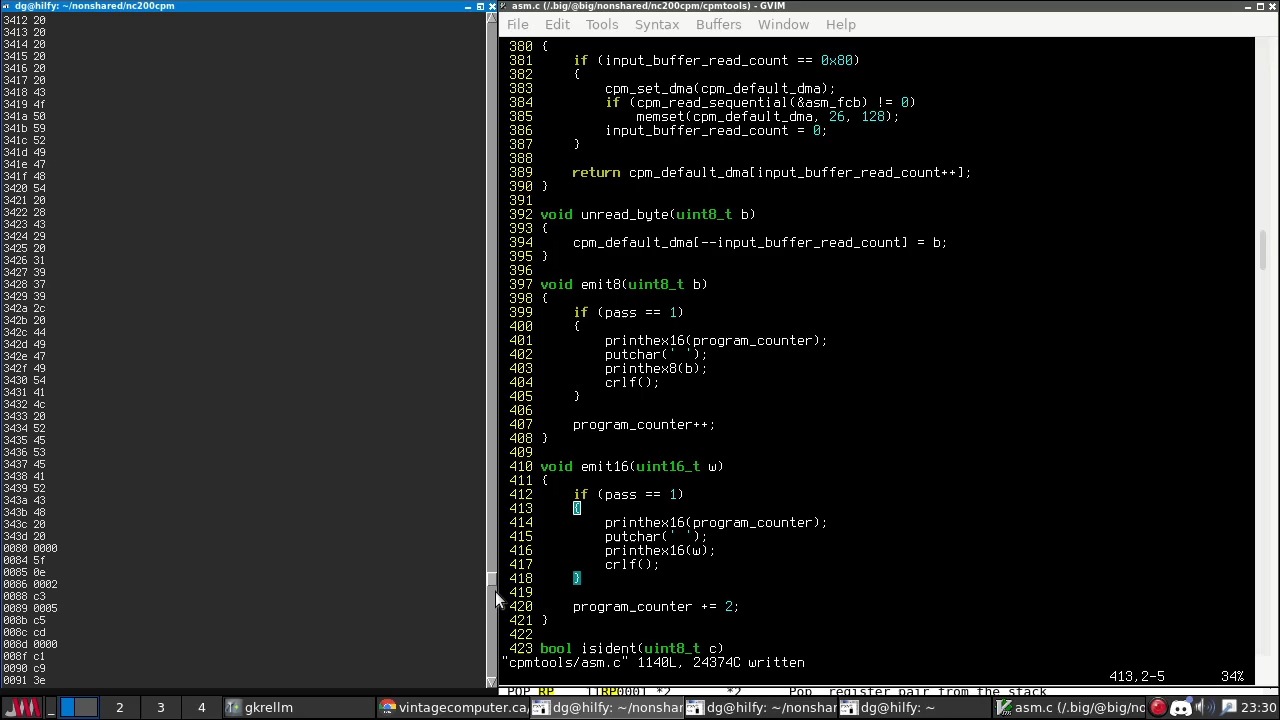 dg@hilfy: ~/nonshared/nc200cpm
3412 20
3413 20
3414 20
3415 20
3416 20
3417 20
3418 43
3419 4f
341a 50
341b 59
341c 52
341d 49
341e 47
341f 48
3420 54
3421 20
3422 28
3423 43
3424 29
3425 20
3426 31
3427 39
3428 37
3429 39
342a 2c
342b 20
342c 44
342d 49
342e 47
342f 49
3430 54
3431 41
3432 4c
3433 20
3434 52
3435 45
3436 53
3437 45
3438 41
3439 52
343a 43
343b 48
343c 20
343d 20
0080 0000
0084 5f
0085 0e
0086 0002
0088 c3
0089 0005
008b c5
008c cd
008d 0000
008f c1
0090 c9
0091 3e
asm.c (/.big/@big/nonshared/nc200cpm/cpmtools) - GVIM
File Edit Tools Syntax Buffers Window Help
380 {
381 if (input_buffer_read_count == 0x80)
382 {
383 cpm_set_dma(cpm_default_dma);
384 if (cpm_read_sequential(&asm_fcb) != 0)
385 memset(cpm_default_dma, 26, 128);
386 input_buffer_read_count = 0;
387 }
388
389 return cpm_default_dma[input_buffer_read_count++];
390 }
391
392 void unread_byte(uint8_t b)
393 {
394 cpm_default_dma[--input_buffer_read_count] = b;
395 }
396
397 void emit8(uint8_t b)
398 {
399 if (pass == 1)
400 {
401 printhex16(program_counter);
402 putchar(' ');
403 printhex8(b);
404 crlf();
405 }
406
407 program_counter++;
408 }
409
410 void emit16(uint16_t w)
411 {
412 if (pass == 1)
413 {
414 printhex16(program_counter);
415 putchar(' ');
416 printhex16(w);
417 crlf();
418 }
419
420 program_counter += 2;
421 }
422
423 bool isident(uint8_t c)
"cpmtools/asm.c" 1140L, 24374C written
413,2-5 34%
POP RP 11RP0001 *2 *2 Pop register pair from the stack
2 3 4 gkrellm vintagecomputer.ca dg@hilfy: ~/nonshar dg@hilfy: ~/nonshar dg@hilfy: ~ asm.c (/.big/@big/no 23:30